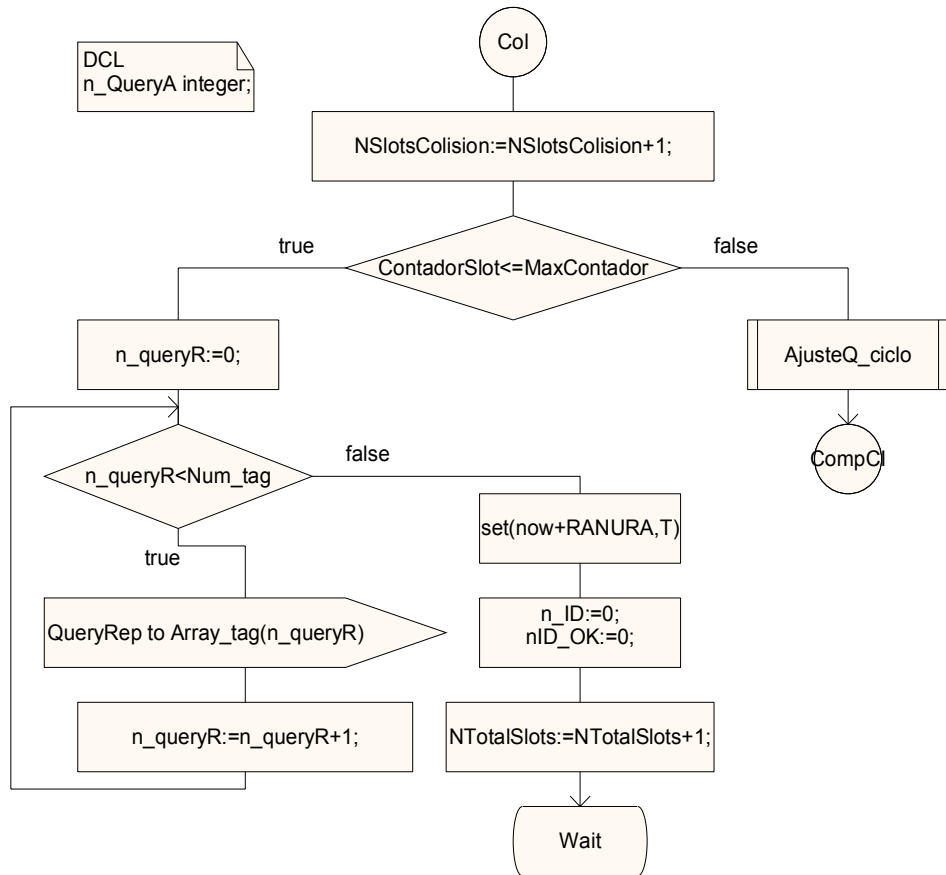 DCL
n_QueryA integer;
Col
NSlotsColision:=NSlotsColision+1;
true
false
ContadorSlot<=MaxContador
n_queryR:=0;
AjusteQ_ciclo
CompCI
n_queryR<Num_tag
false
true
set(now+RANURA,T)
QueryRep to Array_tag(n_queryR)
n_ID:=0;
nID_OK:=0;
n_queryR:=n_queryR+1;
NTotalSlots:=NTotalSlots+1;
Wait